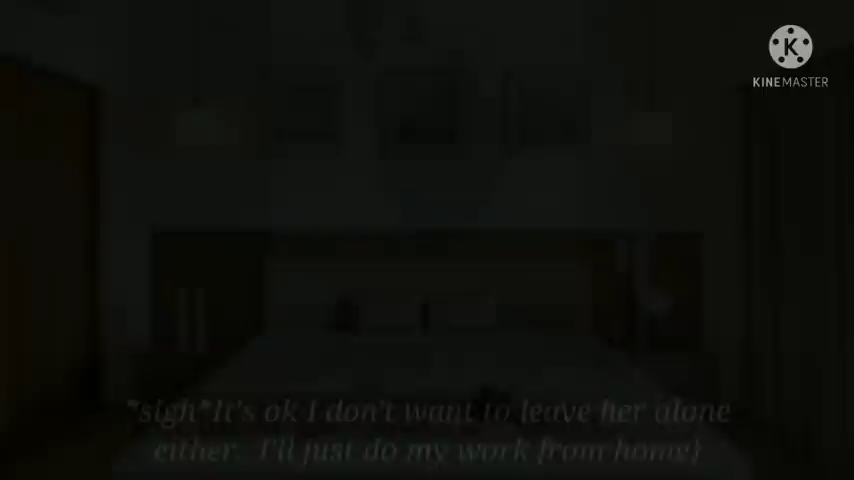 KINEMASTER
*sigh*It's ok I don't want to leave her alone
either. I'll just do my work from home}